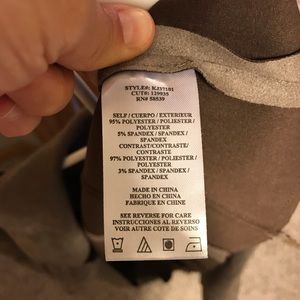 STYLE#: KJ37101
CUT#: 129935
RN# 58539
SELF / CUERPO / EXTERIEUR
95% POLYESTER / POLIESTER /
POLYESTER
5% SPANDEX / SPANDEX /
SPANDEX
CONTRAST/CONTRASTE/
CONTRASTE
97% POLYESTER / POLIESTER /
POLYESTER
3% SPANDEX / SPANDEX /
SPANDEX
MADE IN CHINA
HECHO EN CHINA
FABRIQUE EN CHINE
SEE REVERSE FOR CARE
INSTRUCCIONES AL REVERSO
VOIR AUTRE COTE DE SOINS